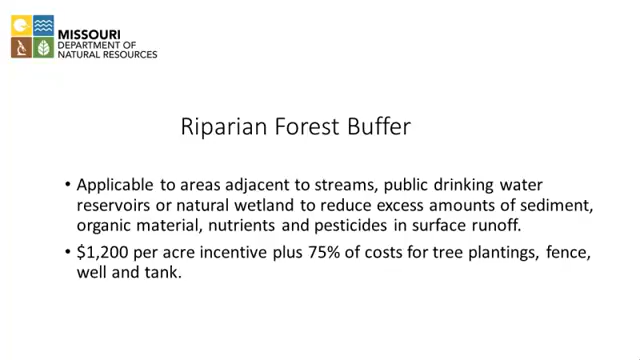 MISSOURI
DEPARTMENT OF
NATURAL RESOURCES
Riparian Forest Buffer
• Applicable to areas adjacent to streams, public drinking water
reservoirs or natural wetland to reduce excess amounts of sediment,
organic material, nutrients and pesticides in surface runoff.
• $1,200 per acre incentive plus 75% of costs for tree plantings, fence,
well and tank.